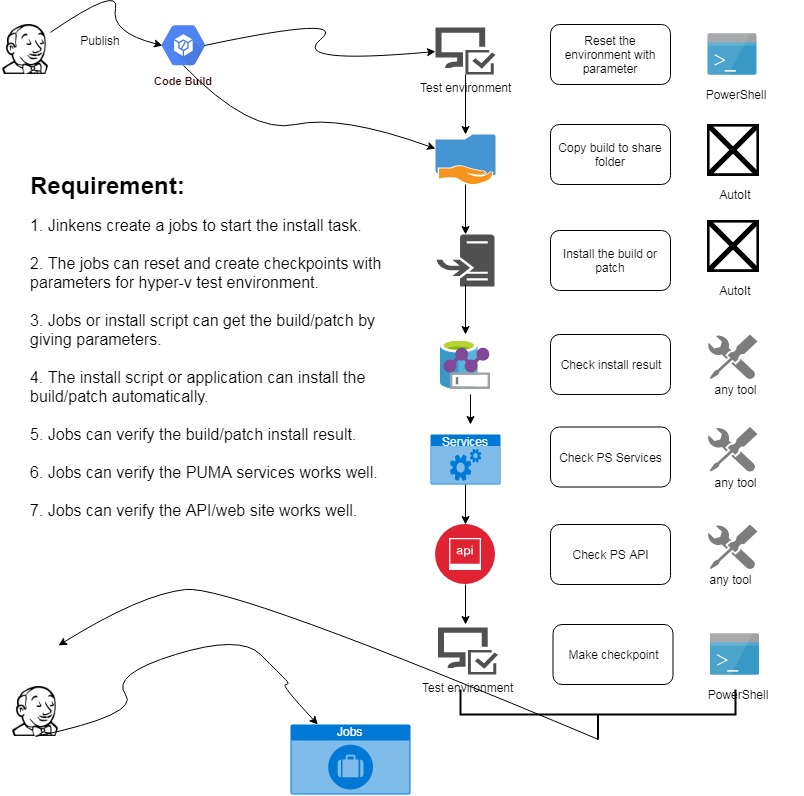 Publish
Code Build
Test environment
Reset the
environment with
parameter
>_
PowerShell
Copy build to share
folder
AutoIt
Requirement:
1. Jinkens create a jobs to start the install task.
2. The jobs can reset and create checkpoints with
parameters for hyper-v test environment.
3. Jobs or install script can get the build/patch by
giving parameters.
4. The install script or application can install the
build/patch automatically.
5. Jobs can verify the build/patch install result.
6. Jobs can verify the PUMA services works well.
7. Jobs can verify the API/web site works well.
Install the build or
patch
AutoIt
Check install result
any tool
Services
Check PS Services
any tool
api
Check PS API
any tool
Test environment
Make checkpoint
>_
PowerShell
Jobs